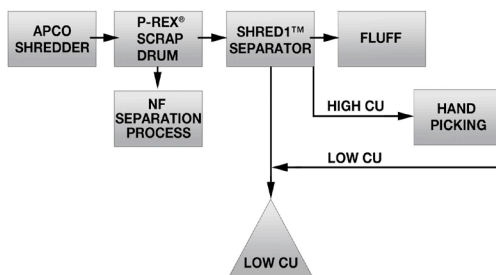 APCO
SHREDDER
P-REX®
SCRAP
DRUM
SHRED1™
SEPARATOR
FLUFF
NF
SEPARATION
PROCESS
HIGH CU
HAND
PICKING
LOW CU
LOW CU